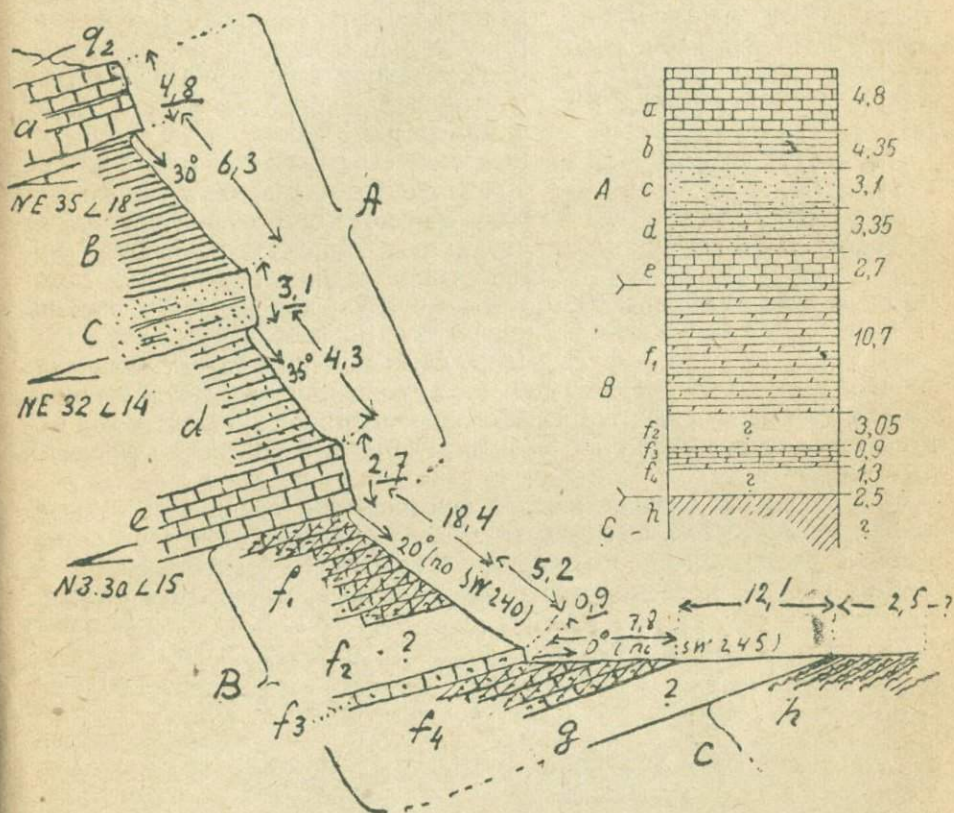 q₂
4,8
a
30°
6,3
NE 35∠18
A
b
3,1
c
35°
4,3
NE 32∠14
d
2,7
e
18,4
N3.30∠15
20° (по SW 240)
5,2
0,9
f₁
12,1
2,5-?
7,8
0° (по SW 245)
f₂
?
B
?
f₃
f₄
g
h
C
a
4,8
b
4,35
A
c
3,1
d
3,35
e
2,7
f₁
10,7
B
f₂
?
3,05
f₃
0,9
f₄
1,3
?
2,5
C -
h
?